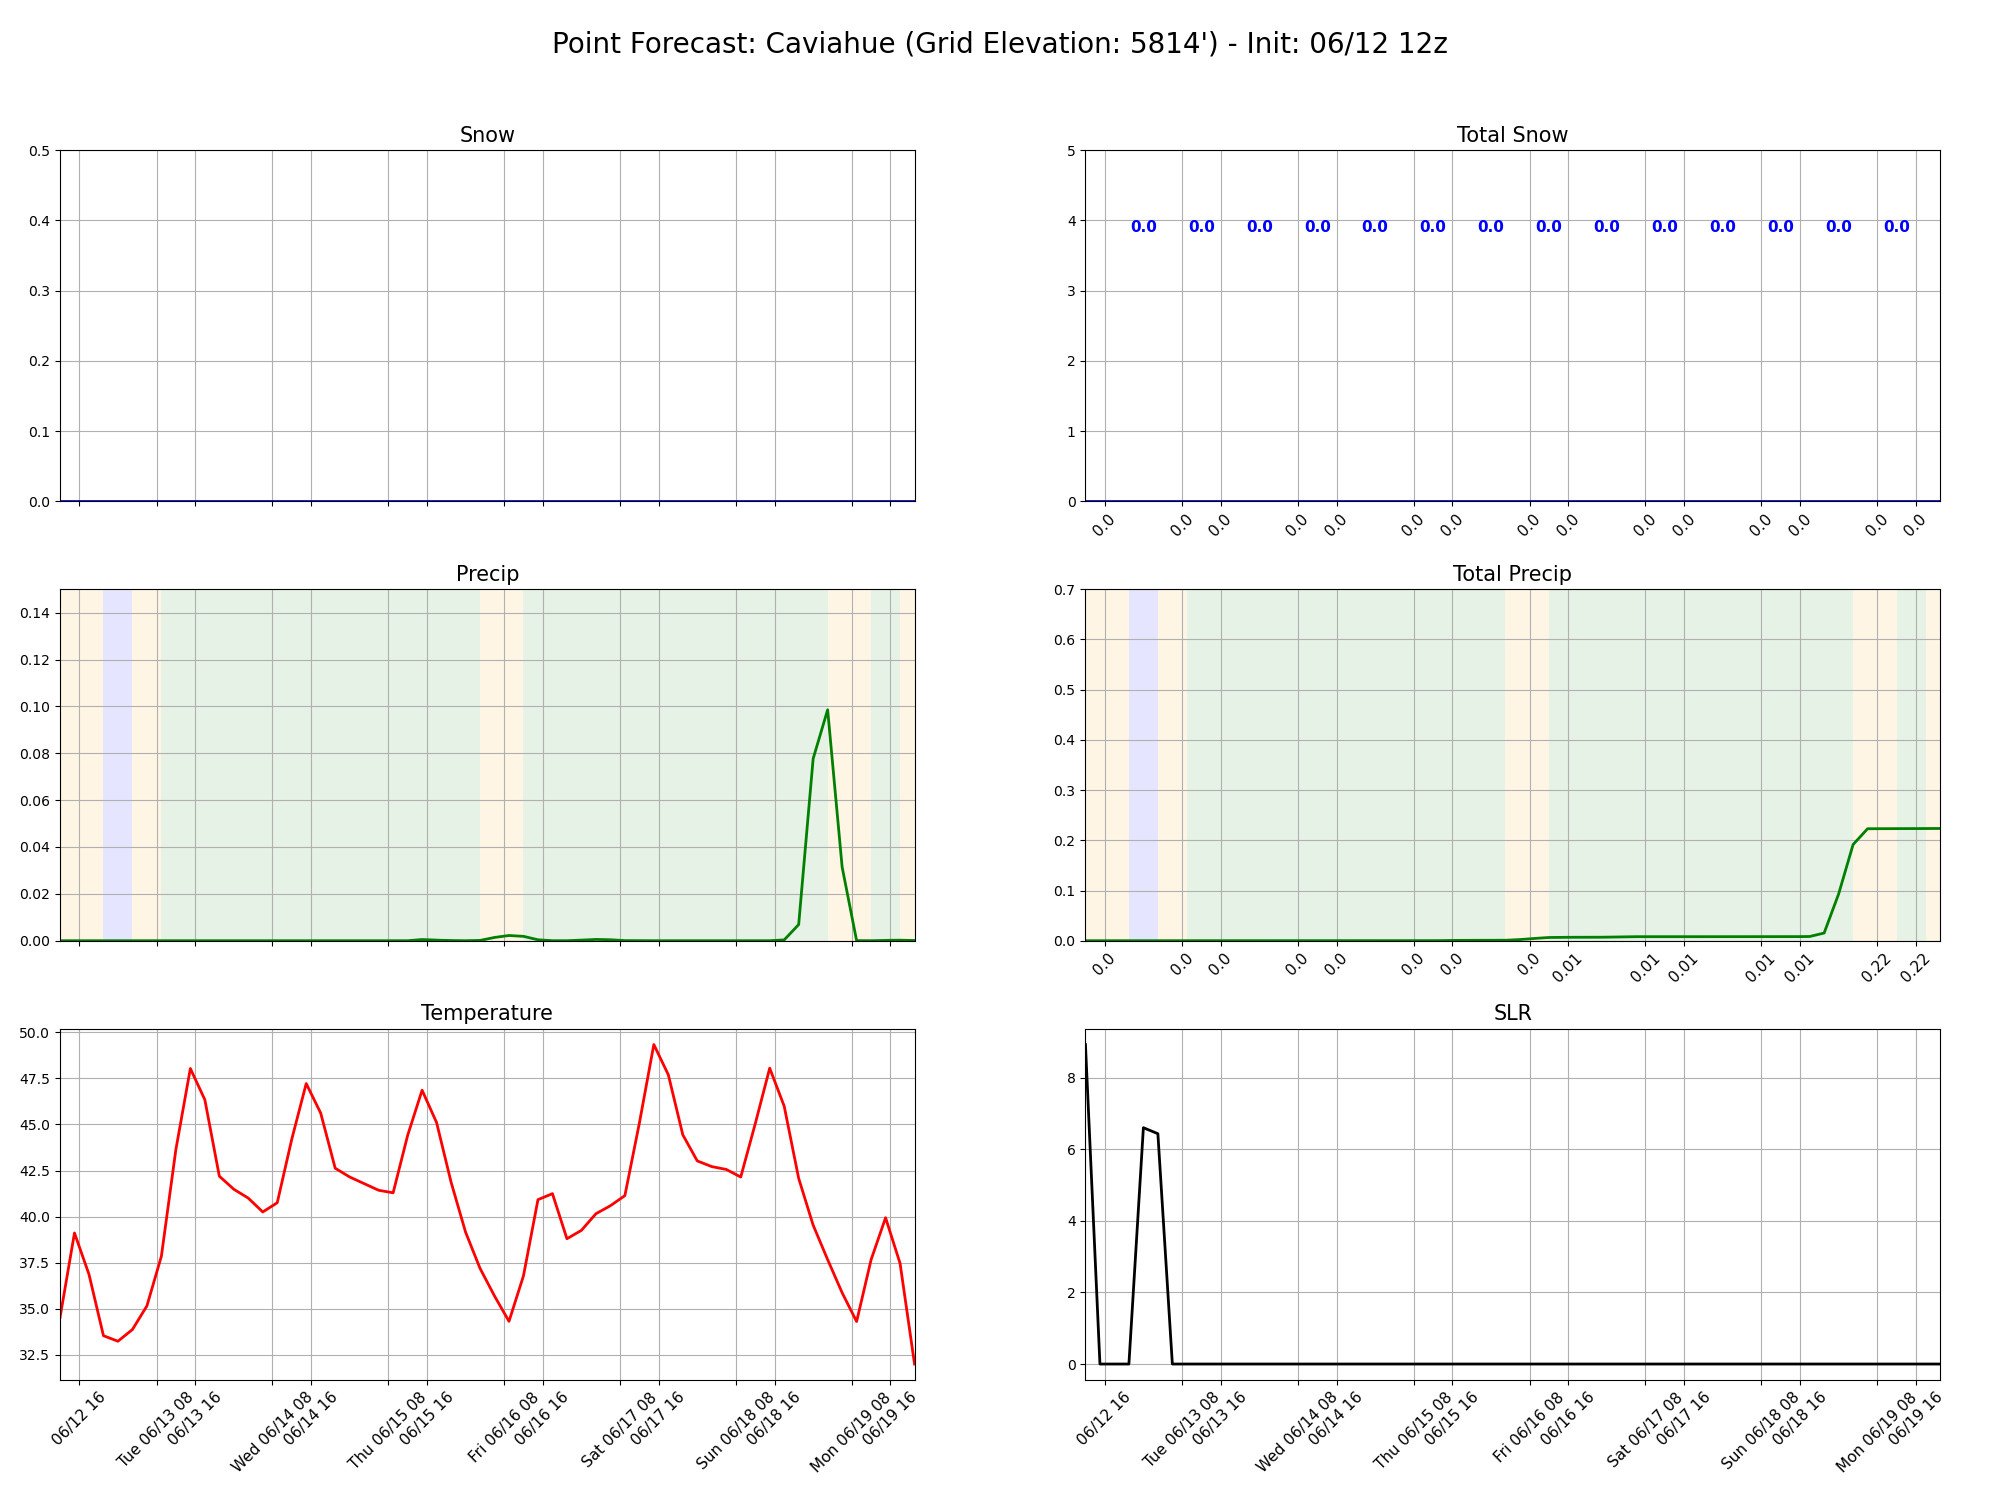 Point Forecast: Caviahue (Grid Elevation: 5814') - Init: 06/12 12z
Snow
0.5
0.4
0.3
0.2
0.1
0.0
Total Snow
5
4
3
2
1
0
0.0 0.0 0.0 0.0 0.0 0.0 0.0 0.0 0.0 0.0 0.0 0.0 0.0 0.0
0.0 0.0 0.0 0.0 0.0 0.0 0.0 0.0 0.0 0.0 0.0 0.0 0.0 0.0 0.0
Precip
0.14
0.12
0.10
0.08
0.06
0.04
0.02
0.00
Total Precip
0.7
0.6
0.5
0.4
0.3
0.2
0.1
0.0
0.0 0.0 0.0 0.0 0.0 0.0 0.0 0.0 0.01 0.01 0.01 0.01 0.01 0.22 0.22
Temperature
50.0
47.5
45.0
42.5
40.0
37.5
35.0
32.5
06/12 16
Tue 06/13 08
06/13 16
Wed 06/14 08
06/14 16
Thu 06/15 08
06/15 16
Fri 06/16 08
06/16 16
Sat 06/17 08
06/17 16
Sun 06/18 08
06/18 16
Mon 06/19 08
06/19 16
SLR
8
6
4
2
0
06/12 16
Tue 06/13 08
06/13 16
Wed 06/14 08
06/14 16
Thu 06/15 08
06/15 16
Fri 06/16 08
06/16 16
Sat 06/17 08
06/17 16
Sun 06/18 08
06/18 16
Mon 06/19 08
06/19 16